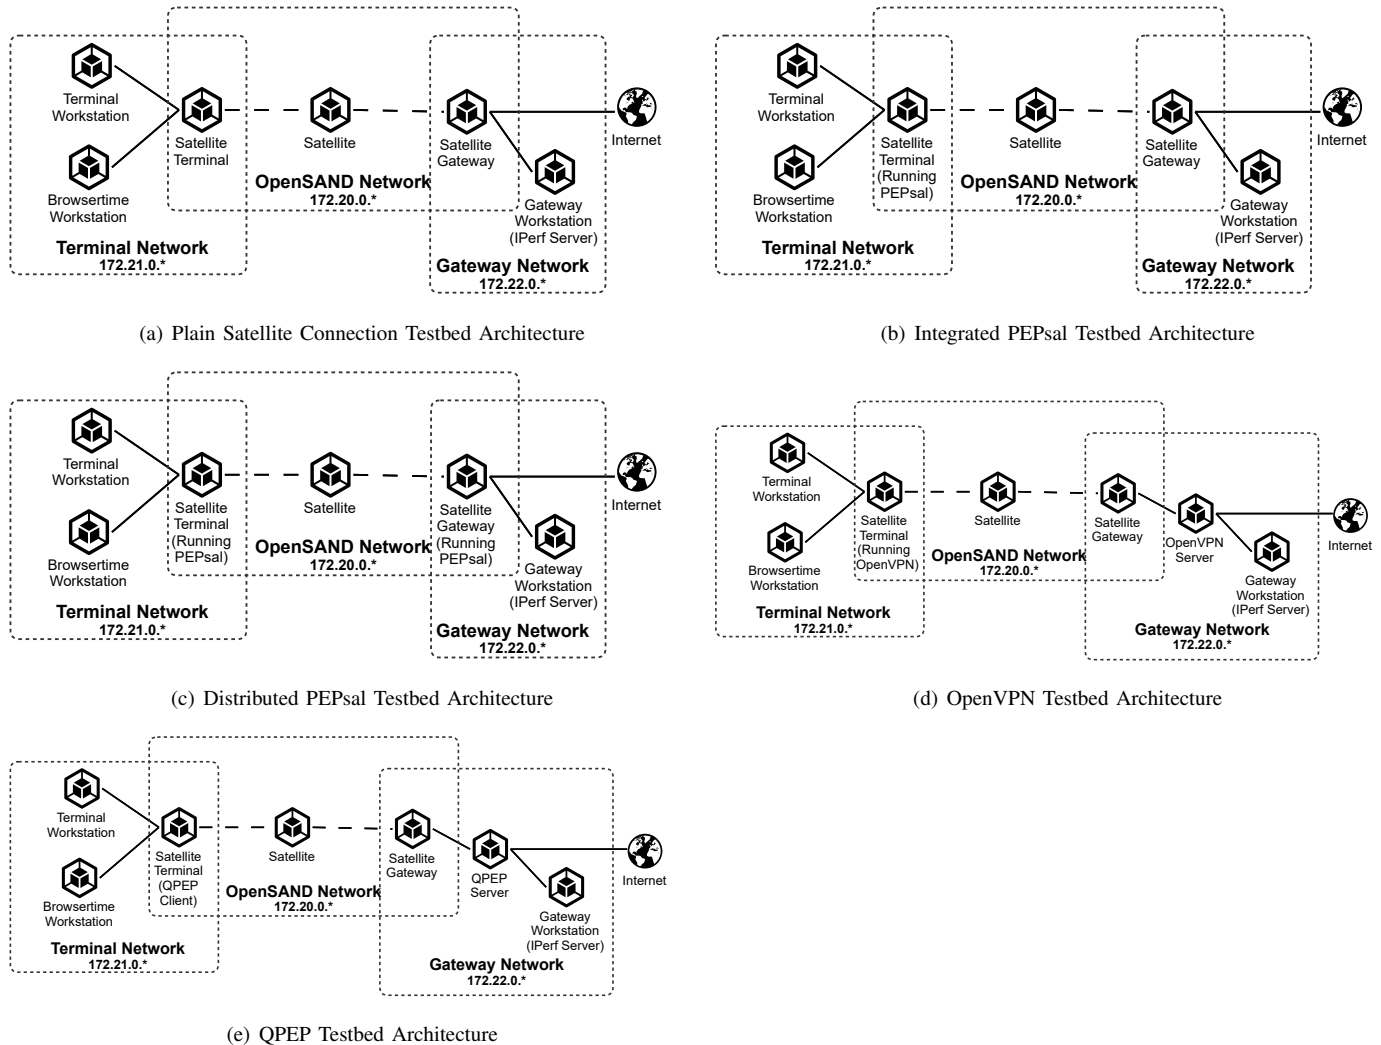 Terminal
Workstation
Browsertime
Workstation
Satellite
Terminal
Satellite
Satellite
Gateway
Internet
Gateway
Workstation
(IPerf Server)
OpenSAND Network
172.20.0.*
Terminal Network
172.21.0.*
Gateway Network
172.22.0.*
(a) Plain Satellite Connection Testbed Architecture
Terminal
Workstation
Browsertime
Workstation
Satellite
Terminal
(Running
PEPsal)
Satellite
Satellite
Gateway
Internet
Gateway
Workstation
(IPerf Server)
OpenSAND Network
172.20.0.*
Terminal Network
172.21.0.*
Gateway Network
172.22.0.*
(b) Integrated PEPsal Testbed Architecture
Terminal
Workstation
Browsertime
Workstation
Satellite
Terminal
(Running
PEPsal)
Satellite
Satellite
Gateway
(Running
PEPsal)
Internet
Gateway
Workstation
(IPerf Server)
OpenSAND Network
172.20.0.*
Terminal Network
172.21.0.*
Gateway Network
172.22.0.*
(c) Distributed PEPsal Testbed Architecture
Terminal
Workstation
Browsertime
Workstation
Satellite
Terminal
(Running
OpenVPN)
Satellite
Satellite
Gateway
OpenVPN
Server
Internet
Gateway
Workstation
(IPerf Server)
OpenSAND Network
172.20.0.*
Terminal Network
172.21.0.*
Gateway Network
172.22.0.*
(d) OpenVPN Testbed Architecture
Terminal
Workstation
Browsertime
Workstation
Satellite
Terminal
(QPEP
Client)
Satellite
Satellite
Gateway
QPEP
Server
Internet
Gateway
Workstation
(IPerf Server)
OpenSAND Network
172.20.0.*
Terminal Network
172.21.0.*
Gateway Network
172.22.0.*
(e) QPEP Testbed Architecture